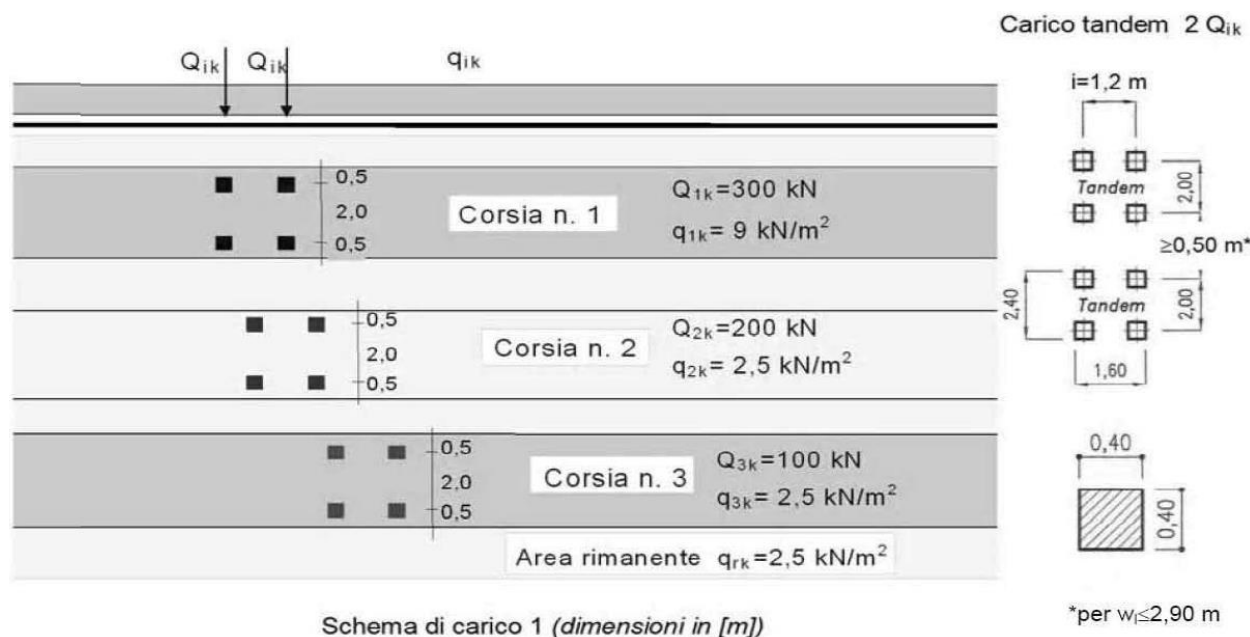 Carico tandem 2 Qik
Qik Qik qik
i=1,2 m
0,5
2,0
0,5
Corsia n. 1
Q1k=300 kN
q1k= 9 kN/m²
Tandem
2,00
≥0,50 m*
0,5
2,0
0,5
Corsia n. 2
Q2k=200 kN
q2k= 2,5 kN/m²
2,40
Tandem
2,00
1,60
0,5
2,0
0,5
Corsia n. 3
Q3k=100 kN
q3k= 2,5 kN/m²
0,40
0,40
Area rimanente qrk=2,5 kN/m²
Schema di carico 1 (dimensioni in [m])
*per wl≤2,90 m